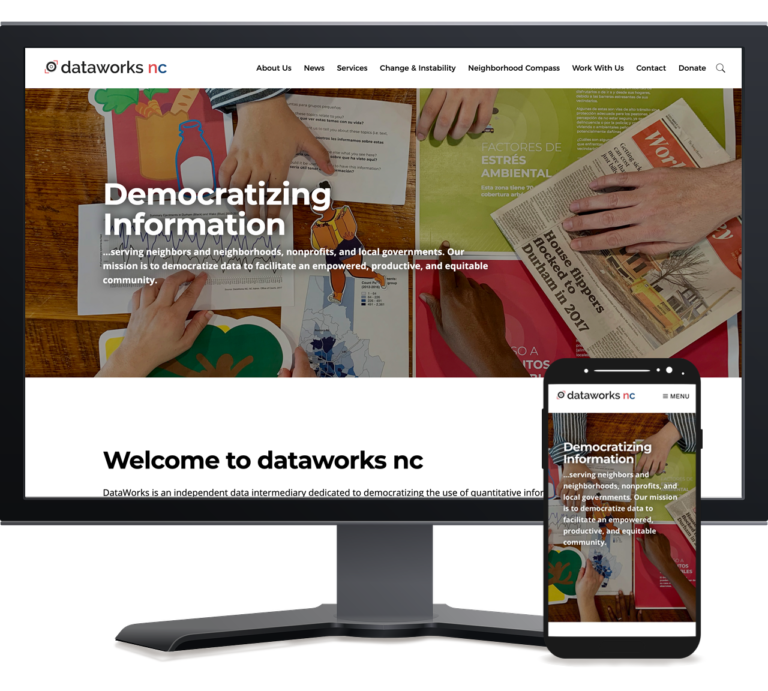 dataworks nc
About Us News Services Change & Instability Neighborhood Compass Work With Us Contact Donate
Democratizing
Information
...serving neighbors and neighborhoods, nonprofits, and local governments. Our
mission is to democratize data to facilitate an empowered, productive, and equitable
community.
FACTORES DE
ESTRÉS
AMBIENTAL
Esta zona tiene
cobertura
House flippers
flocked to
Durham in 2017
Welcome to dataworks nc
DataWorks is an independent data intermediary dedicated to democratizing the use of quantitative
dataworks nc
≡ MENU
Democratizing
Information
...serving neighbors and
neighborhoods, nonprofits, and
local governments. Our mission
is to democratize data to
facilitate an empowered,
productive, and equitable
community.